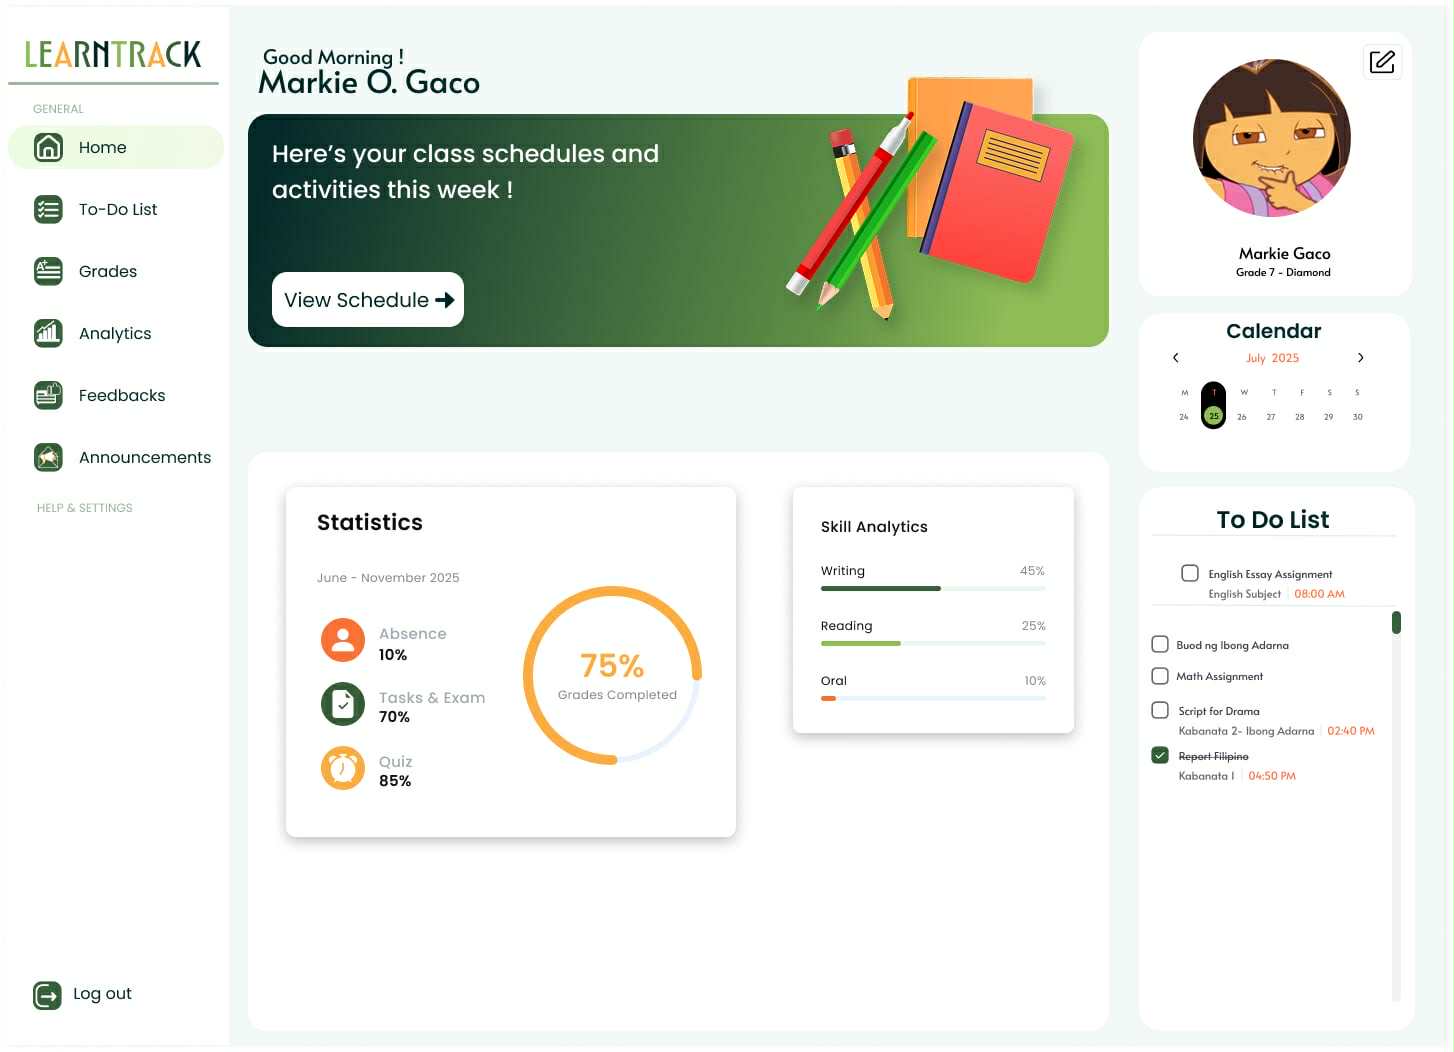 LEARNTRACK
GENERAL
Home
To-Do List
Grades
A+
Analytics
Feedbacks
Announcements
HELP & SETTINGS
Log out
Good Morning !
Markie O. Gaco
Here's your class schedules and
activities this week !
View Schedule
Statistics
June - November 2025
Absence
10%
Tasks & Exam
70%
Quiz
85%
75%
Grades Completed
Skill Analytics
Writing 45%
Reading 25%
Oral 10%
Markie Gaco
Grade 7 - Diamond
Calendar
July 2025
M T W T F S S
24 25 26 27 28 29 30
To Do List
English Essay Assignment
English Subject | 08:00 AM
Buod ng Ibong Adarna
Math Assignment
Script for Drama
Kabanata 2- Ibong Adarna | 02:40 PM
Report Filipino
Kabanata 1 | 04:50 PM